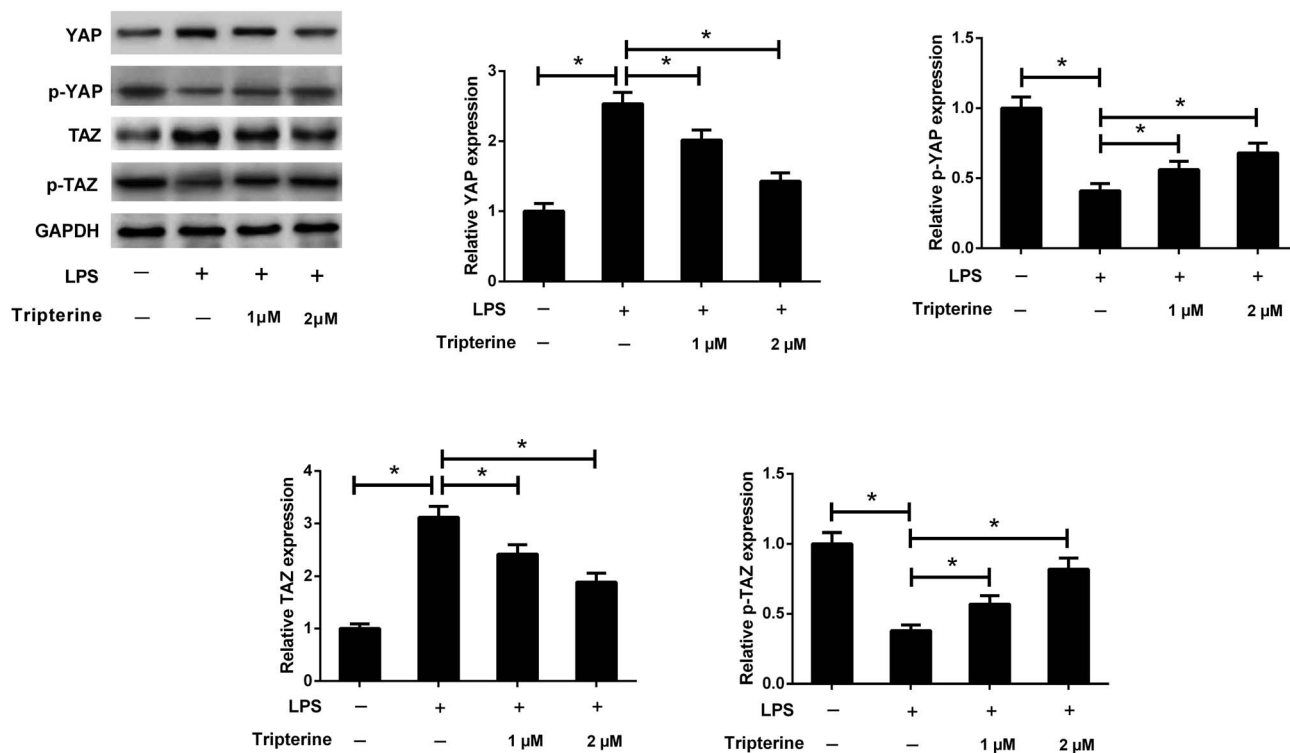 YAP
p-YAP
TAZ
p-TAZ
GAPDH
LPS – + + +
Tripterine – – 1μM 2μM
Relative YAP expression
3
2
1
0
* * *
LPS – + + +
Tripterine – – 1 μM 2 μM
Relative p-YAP expression
1.5
1.0
0.5
0.0
* * *
LPS – + + +
Tripterine – – 1 μM 2 μM
Relative TAZ expression
4
3
2
1
0
* * *
LPS – + + +
Tripterine – – 1 μM 2 μM
Relative p-TAZ expression
1.5
1.0
0.5
0.0
* * *
LPS – + + +
Tripterine – – 1 μM 2 μM